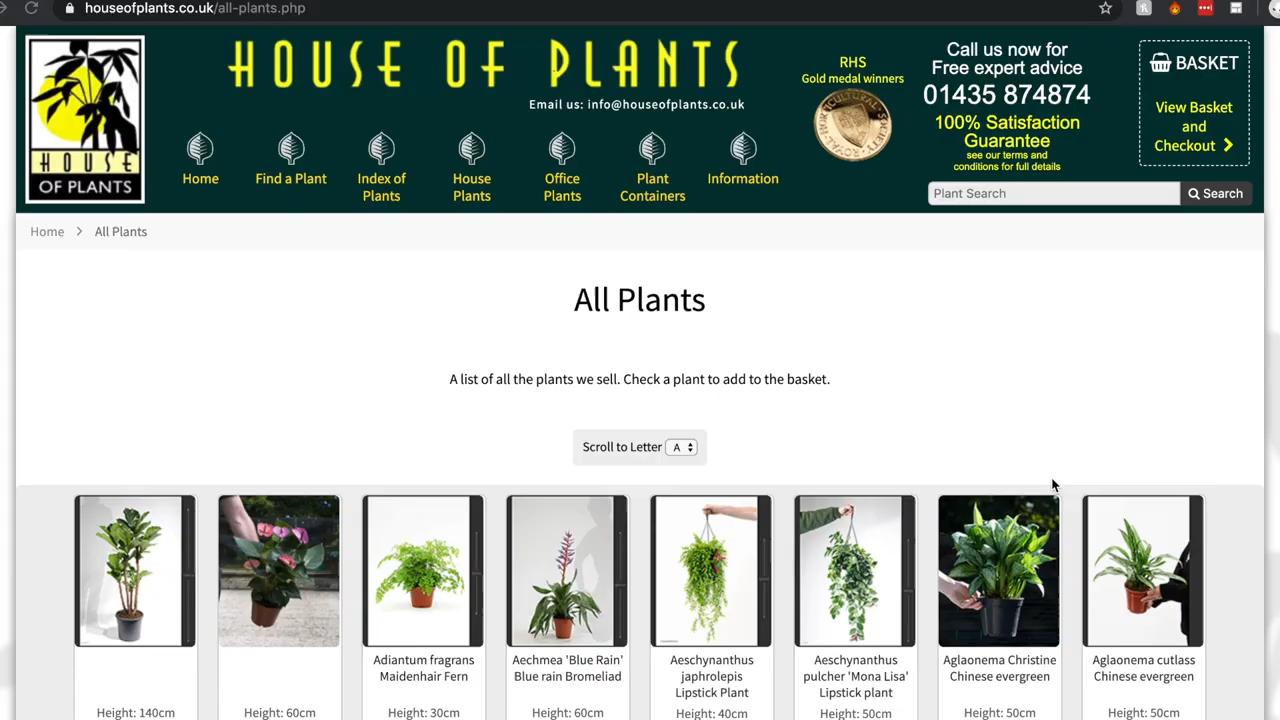 houseofplants.co.uk/all-plants.php
HOUSE OF PLANTS
Email us: info@houseofplants.co.uk
HOUSE
OF PLANTS
RHS
Gold medal winners
Call us now for
Free expert advice
01435 874874
100% Satisfaction
Guarantee
see our terms and
conditions for full details
BASKET
View Basket
and
Checkout
Home
Find a Plant
Index of
Plants
House
Plants
Office
Plants
Plant
Containers
Information
Plant Search
Search
Home
All Plants
All Plants
A list of all the plants we sell. Check a plant to add to the basket.
Scroll to Letter A
Adiantum fragrans
Maidenhair Fern
Aechmea 'Blue Rain'
Blue rain Bromeliad
Aeschynanthus
japhrolepis
Lipstick Plant
Aeschynanthus
pulcher 'Mona Lisa'
Lipstick plant
Aglaonema Christine
Chinese evergreen
Aglaonema cutlass
Chinese evergreen
Height: 140cm
Height: 60cm
Height: 30cm
Height: 60cm
Height: 40cm
Height: 50cm
Height: 50cm
Height: 50cm